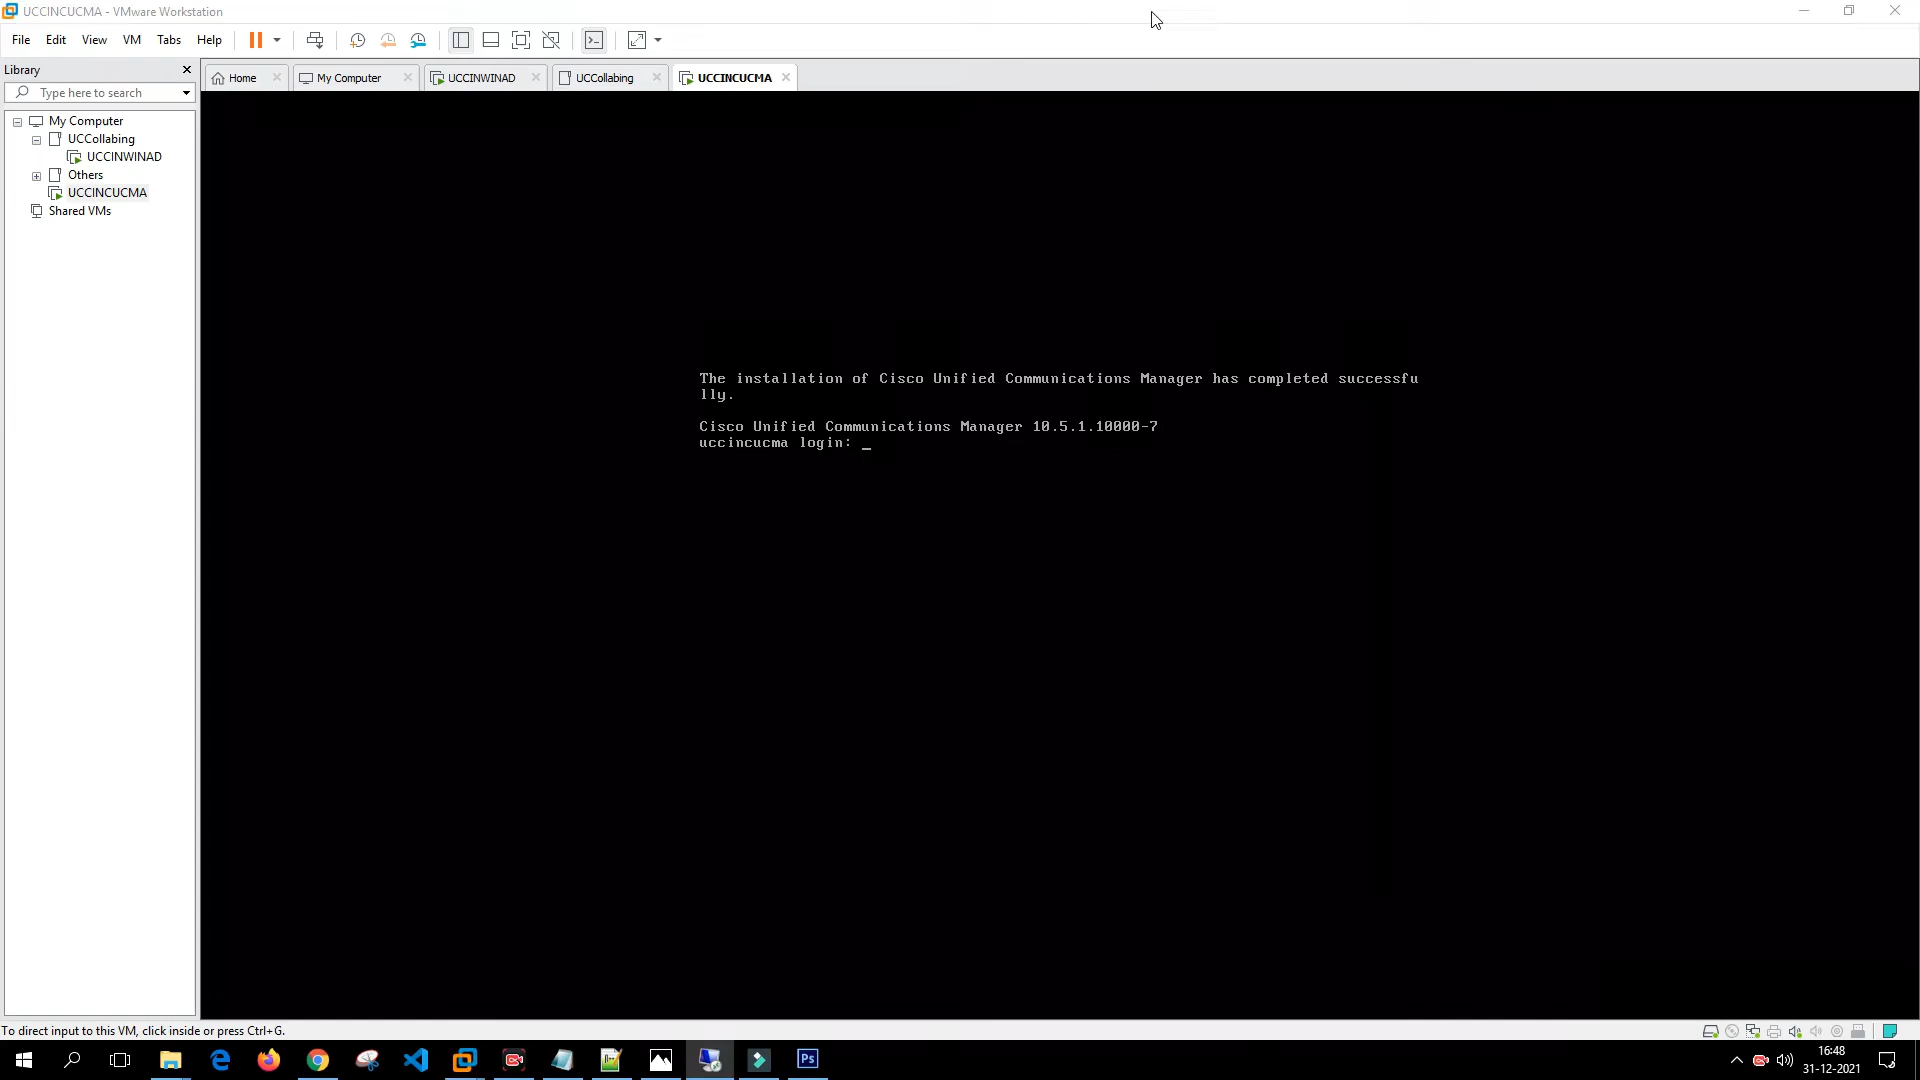 UCCINCUCMA - VMware Workstation
File Edit View VM Tabs Help
Library
Type here to search
My Computer
UCCollabing
UCCINWINAD
Others
UCCINCUCMA
Shared VMs
Home My Computer UCCINWINAD UCCollabing UCCINCUCMA
The installation of Cisco Unified Communications Manager has completed successfu
lly.
Cisco Unified Communications Manager 10.5.1.10000-7
uccincucma login: _
To direct input to this VM, click inside or press Ctrl+G.
Ps
16:48
31-12-2021